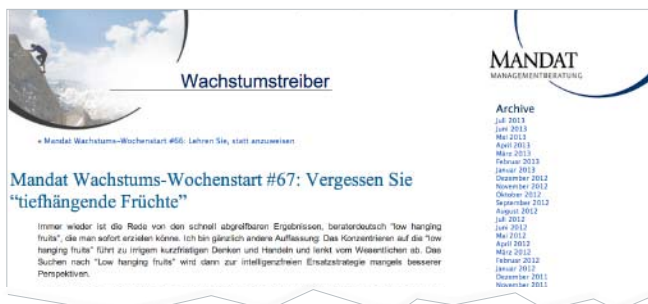 Wachstumstreiber
MANDAT
MANAGEMENTBERATUNG
« Mandat Wachstums-Wochenstart #66: Lehren Sie, statt anzuweisen
Mandat Wachstums-Wochenstart #67: Vergessen Sie
“tiefhängende Früchte”
Immer wieder ist die Rede von den schnell abgreifbaren Ergebnissen, beraterdeutsch "low hanging
fruits", die man sofort erzielen könne. Ich bin gänzlich andere Auffassung: Das Konzentrieren auf die "low
hanging fruits" führt zu irrigem kurzfristigen Denken und Handeln und lenkt vom Wesentlichen ab. Das
Suchen nach "Low hanging fruits" wird dann zur intelligenzfreien Ersatzstrategie mangels besserer
Perspektiven.
Archive
Juli 2013
Juni 2013
Mai 2013
April 2013
März 2013
Februar 2013
Januar 2013
Dezember 2012
November 2012
Oktober 2012
September 2012
August 2012
Juli 2012
Juni 2012
Mai 2012
April 2012
März 2012
Februar 2012
Januar 2012
Dezember 2011
November 2011